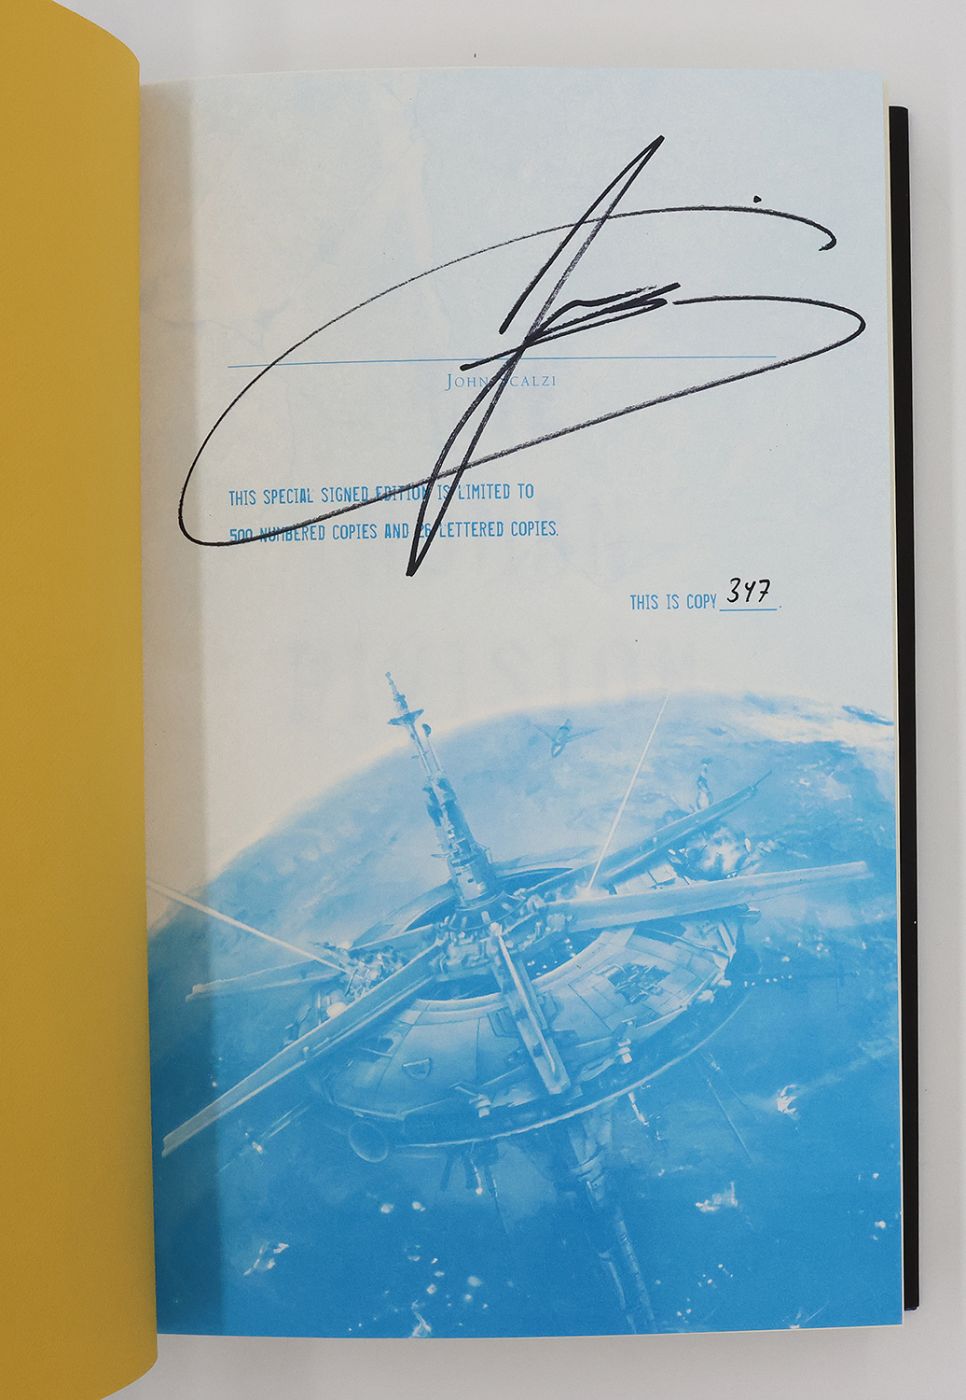 JOHN SCALZI
THIS SPECIAL SIGNED EDITION IS LIMITED TO
500 NUMBERED COPIES AND 26 LETTERED COPIES.
THIS IS COPY 347.